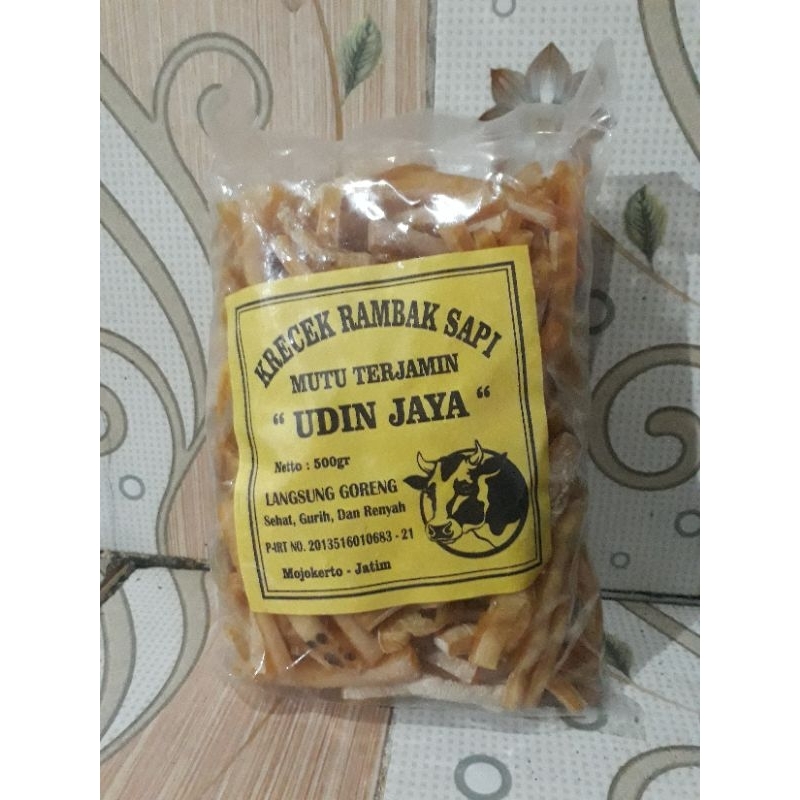 KRECEK RAMBAK SAPI
MUTU TERJAMIN
“ UDIN JAYA “
Netto : 500gr
LANGSUNG GORENG
Sehat, Gurih, Dan Renyah
P-IRT NO. 2013516010683 - 21
Mojokerto - Jatim